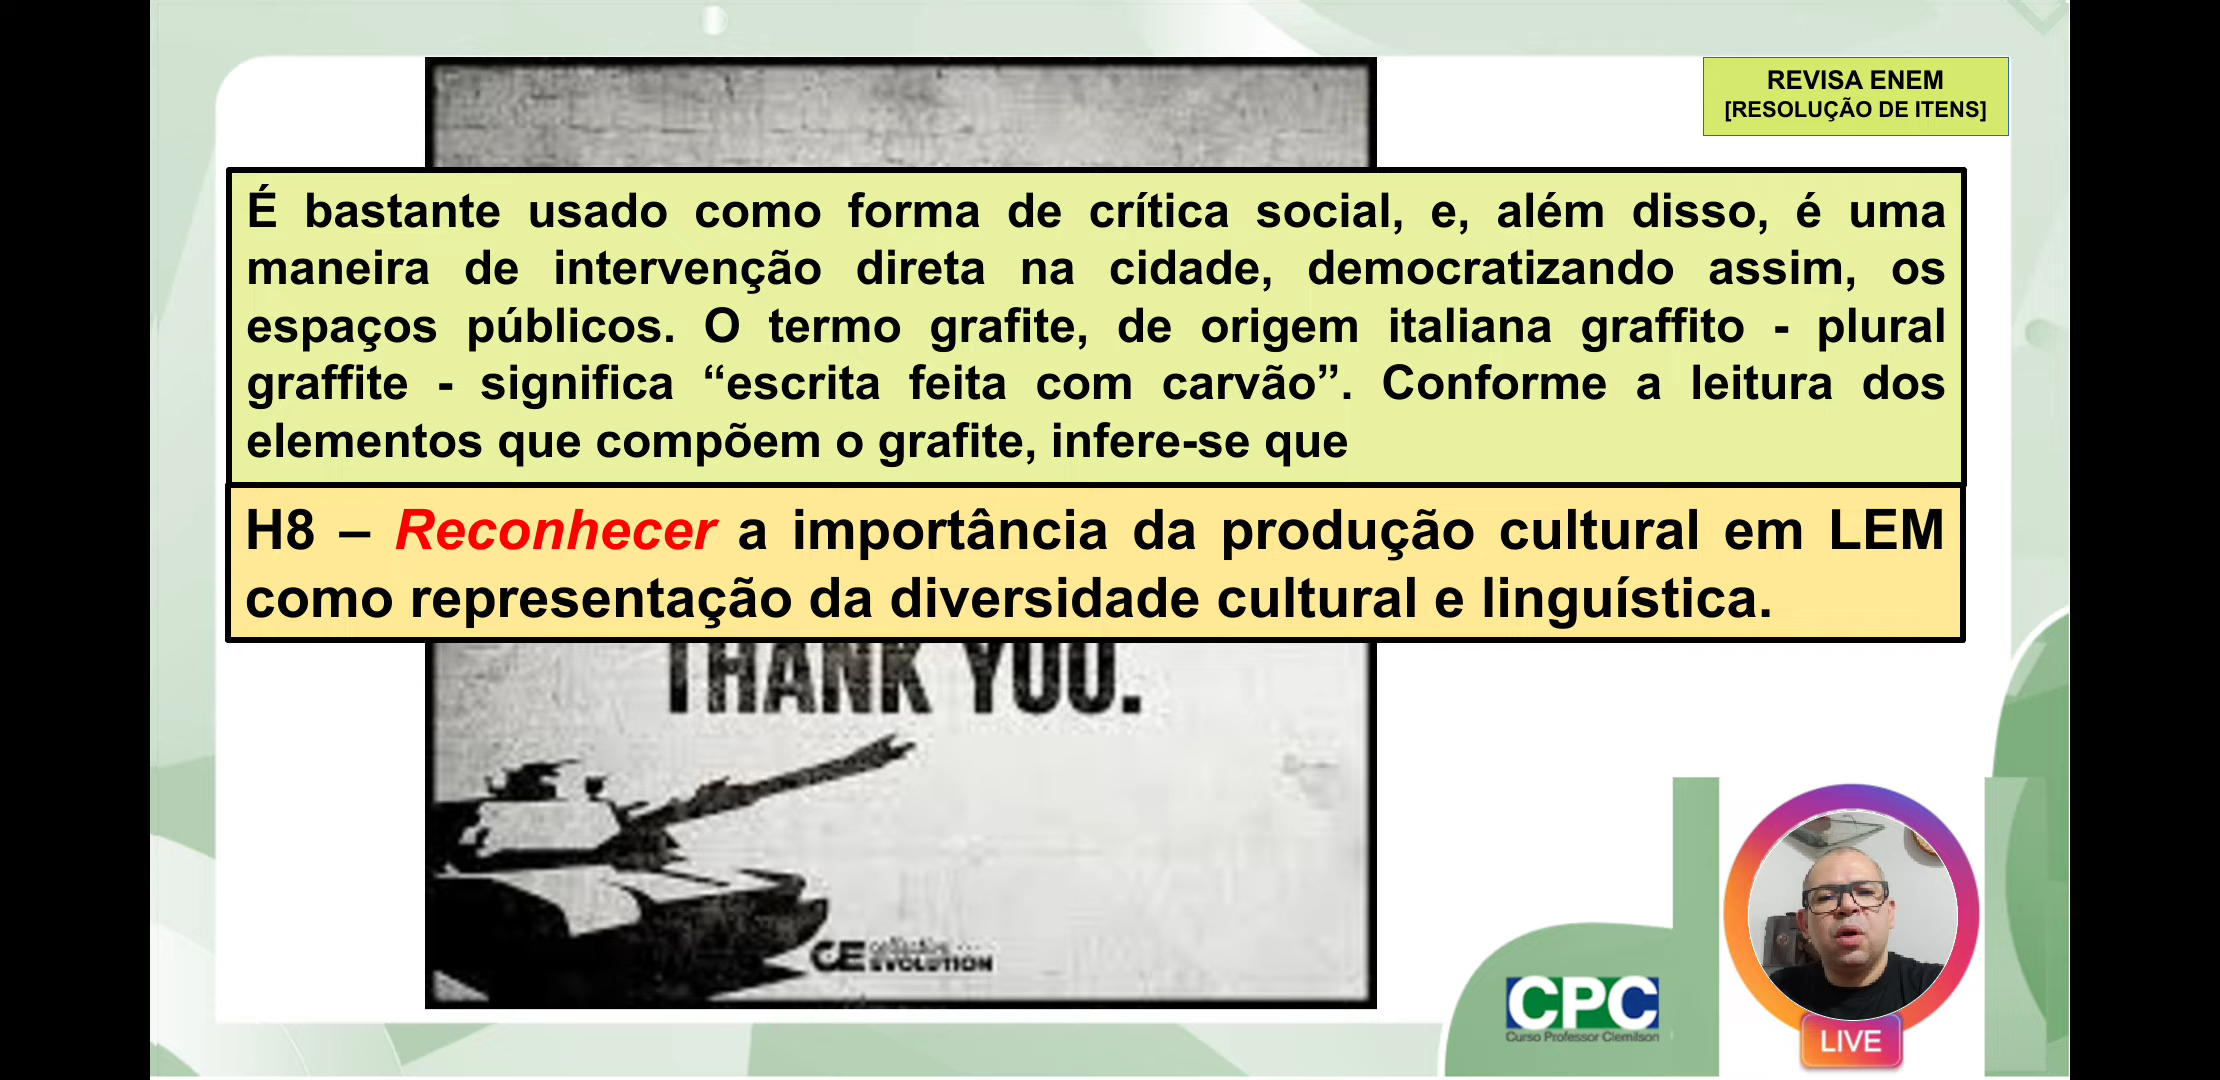 REVISA ENEM
[RESOLUÇÃO DE ITENS]
É bastante usado como forma de crítica social, e, além disso, é uma
maneira de intervenção direta na cidade, democratizando assim, os
espaços públicos. O termo grafite, de origem italiana graffito - plural
graffite - significa “escrita feita com carvão”. Conforme a leitura dos
elementos que compõem o grafite, infere-se que
H8 – Reconhecer a importância da produção cultural em LEM
como representação da diversidade cultural e linguística.
THANK YOU.
CE collective
EVOLUTION
CPC
Curso Professor Clemilson
LIVE